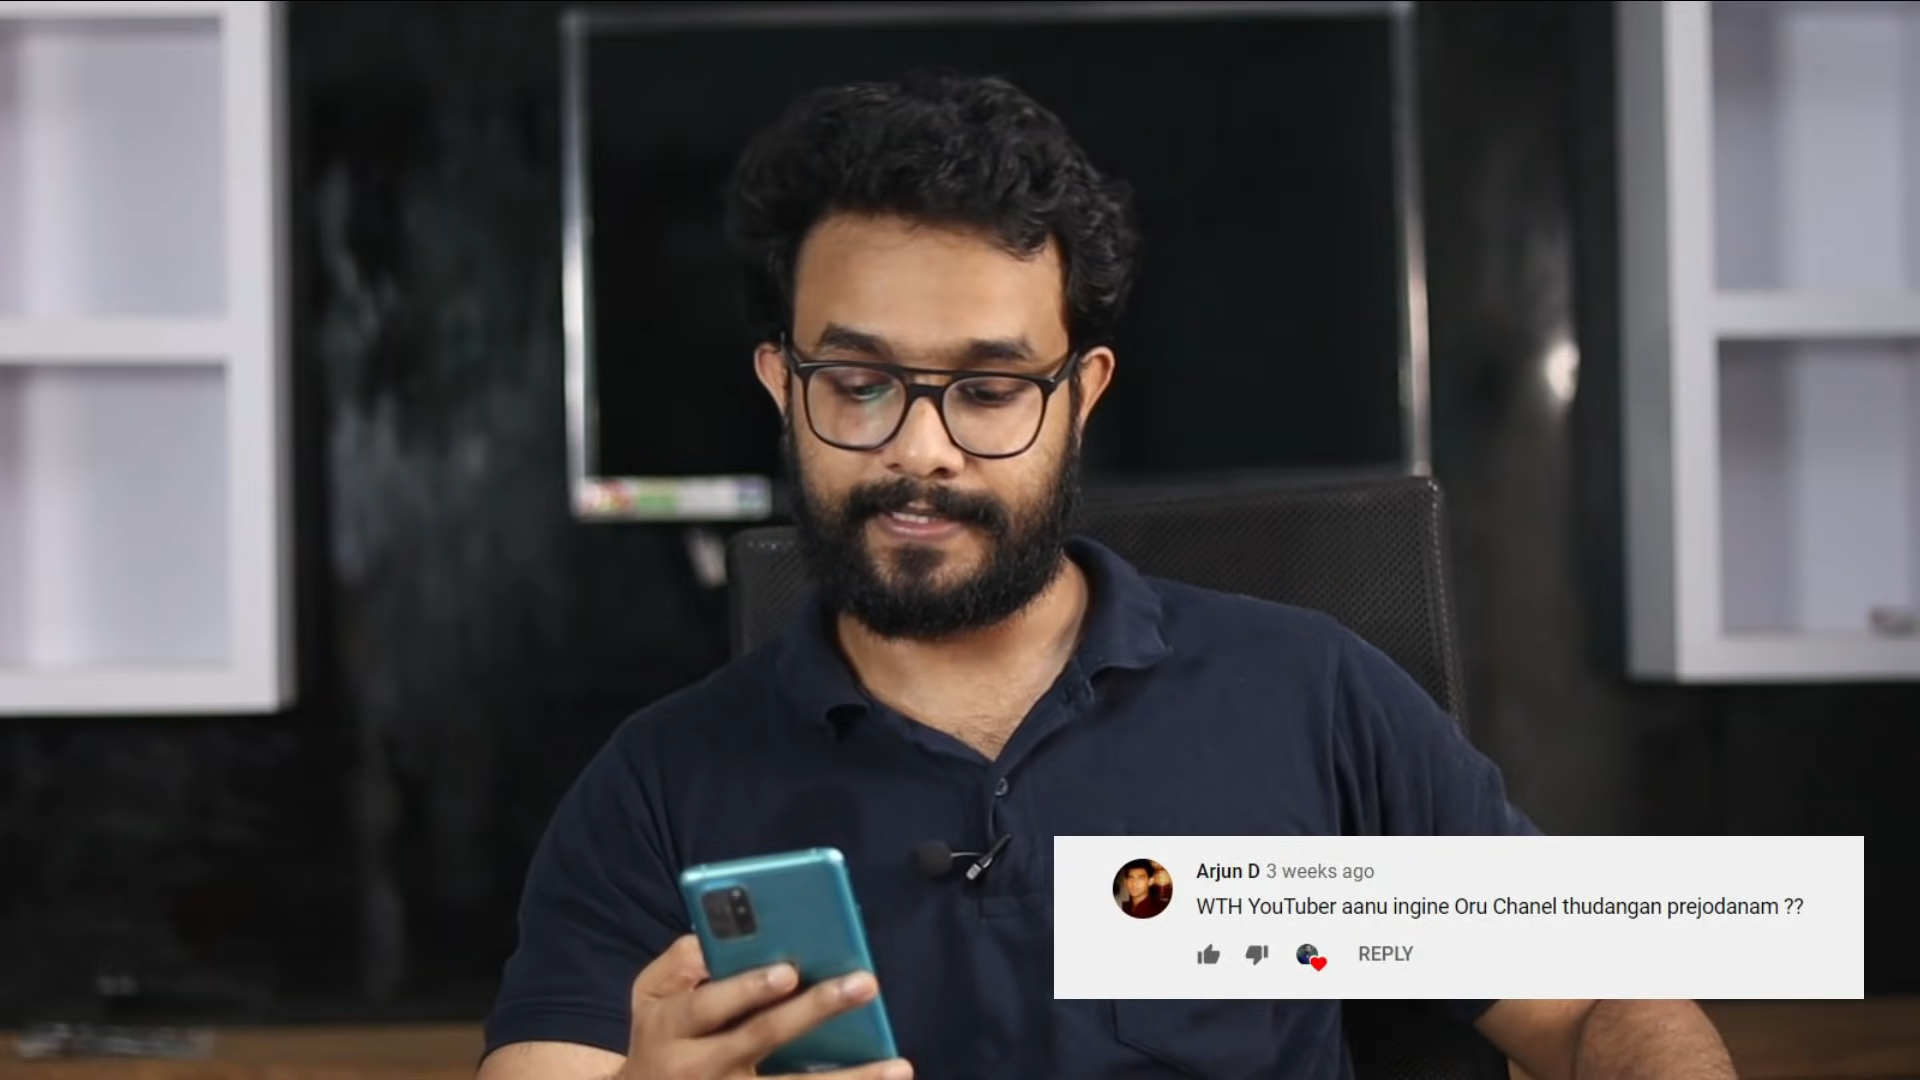 Arjun D 3 weeks ago
WTH YouTuber aanu ingine Oru Chanel thudangan prejodanam ??
REPLY